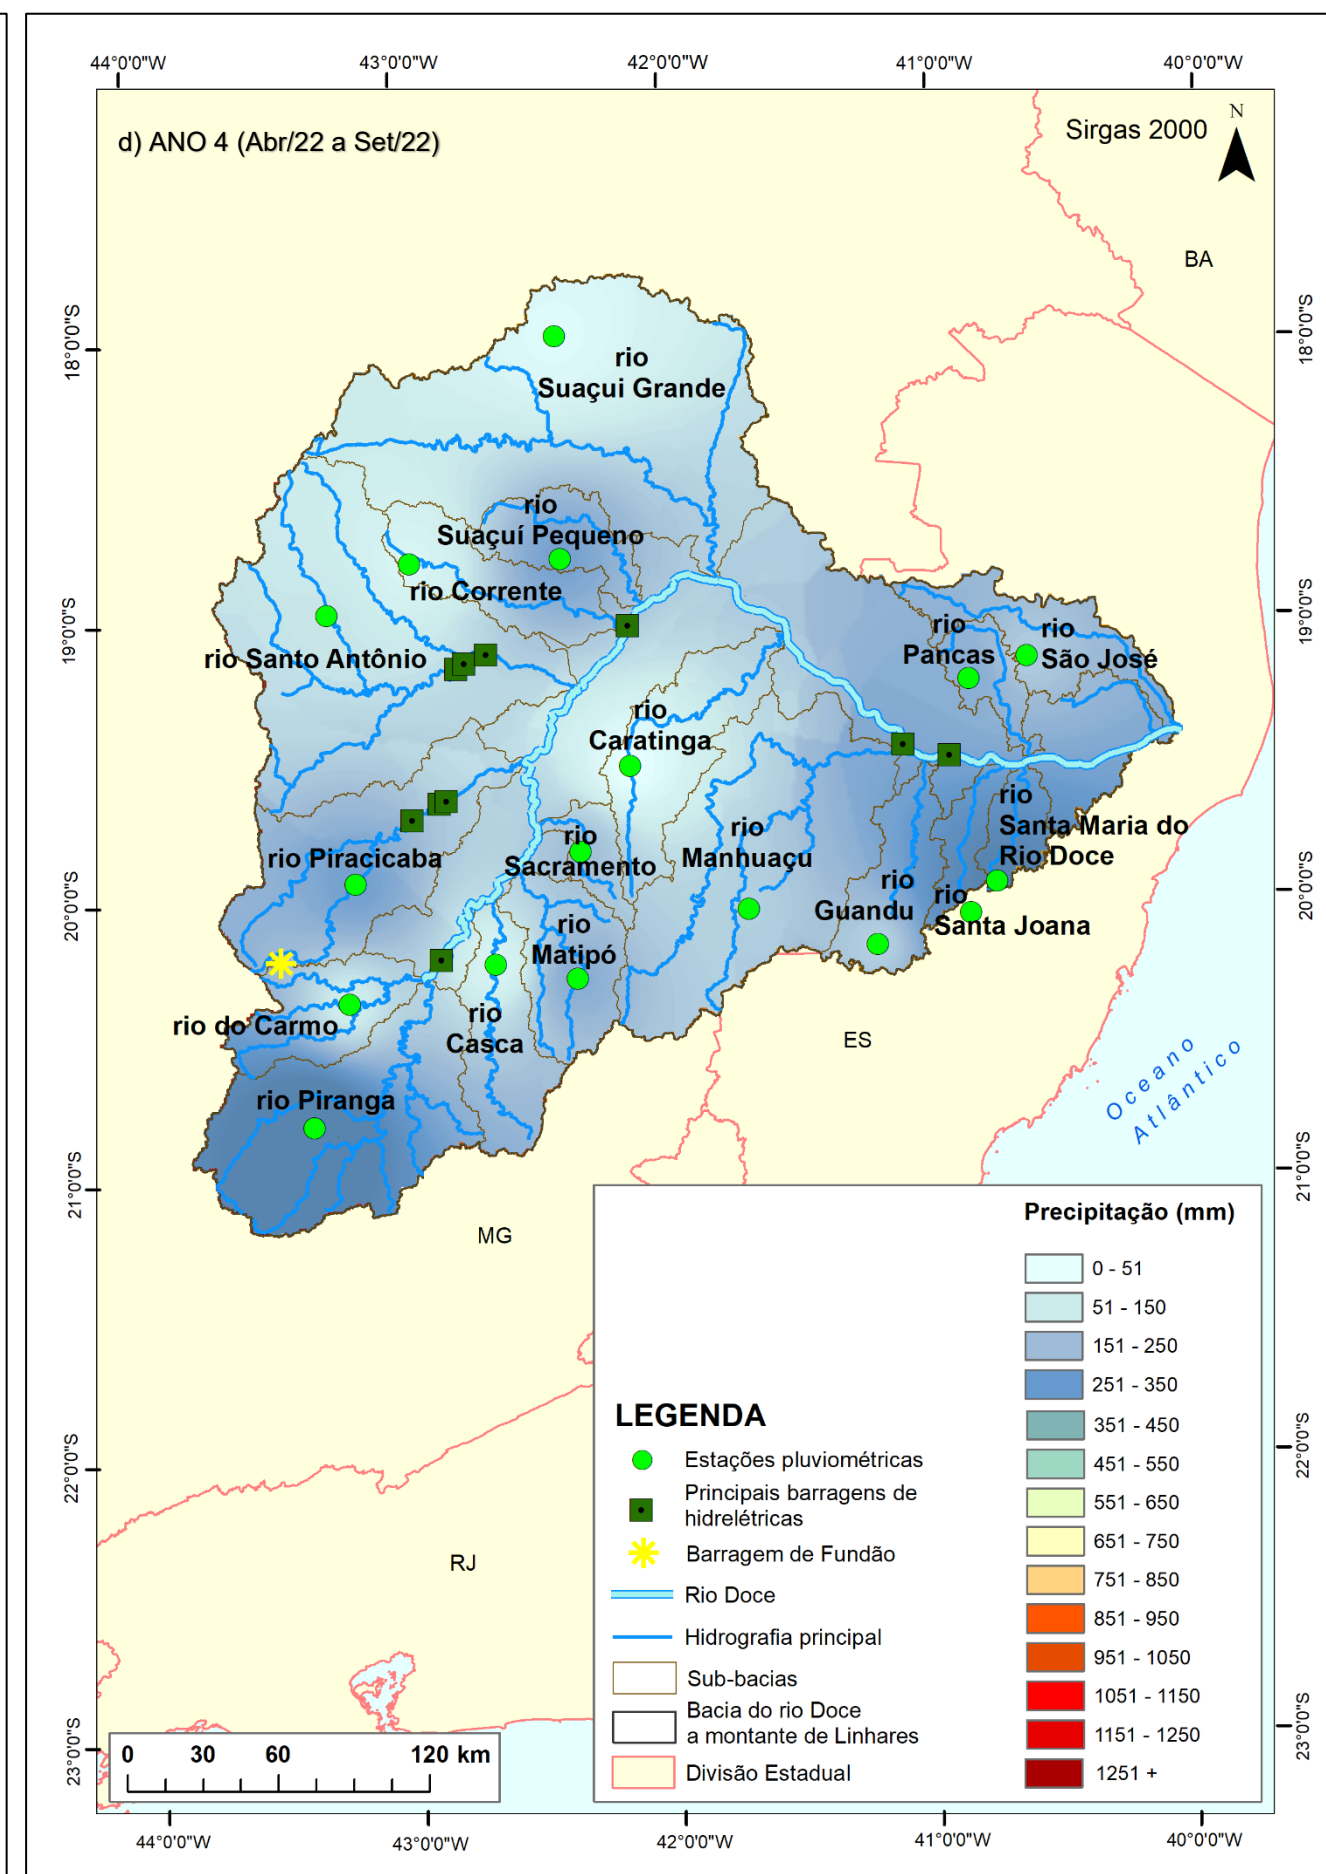 44°0'0"W
43°0'0"W
42°0'0"W
41°0'0"W
40°0'0"W
d) ANO 4 (Abr/22 a Set/22)
Sirgas 2000
N
BA
18°0'0"S
18°0'0"S
rio
Suaçui Grande
rio
Suaçuí Pequeno
rio Corrente
19°0'0"S
19°0'0"S
rio Santo Antônio
rio
Pancas
rio
São José
rio
Caratinga
rio
Santa Maria do
Rio Doce
rio Piracicaba
rio
Sacramento
rio
Manhuaçu
rio
Guandu
rio
Santa Joana
20°0'0"S
20°0'0"S
rio
Matipó
rio do Carmo
rio
Casca
ES
Oceano
Atlântico
rio Piranga
21°0'0"S
21°0'0"S
MG
Precipitação (mm)
0 - 51
51 - 150
151 - 250
251 - 350
351 - 450
451 - 550
551 - 650
651 - 750
751 - 850
851 - 950
951 - 1050
1051 - 1150
1151 - 1250
1251 +
LEGENDA
Estações pluviométricas
Principais barragens de
hidrelétricas
Barragem de Fundão
Rio Doce
Hidrografia principal
Sub-bacias
Bacia do rio Doce
a montante de Linhares
Divisão Estadual
22°0'0"S
22°0'0"S
RJ
23°0'0"S
23°0'0"S
0 30 60 120 km
44°0'0"W
43°0'0"W
42°0'0"W
41°0'0"W
40°0'0"W